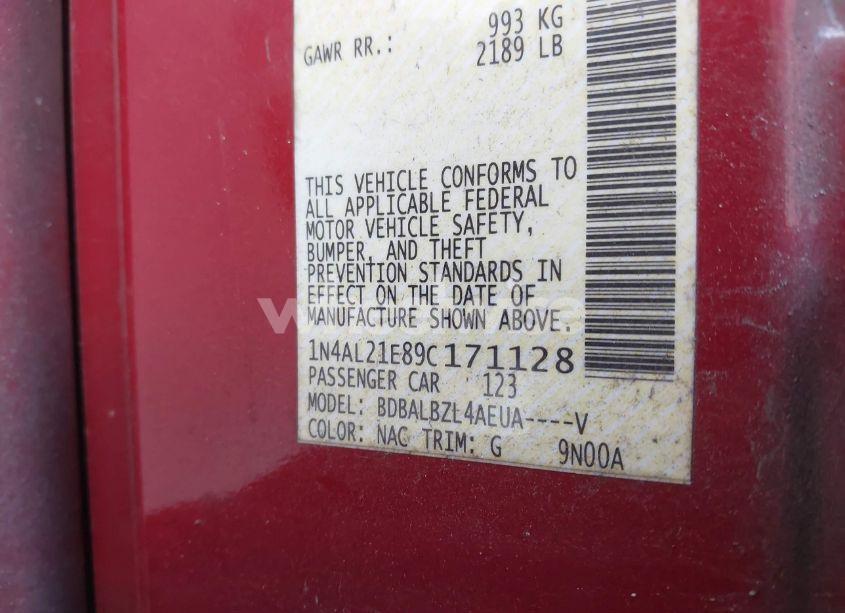 993 KG
GAWR RR.: 2189 LB
THIS VEHICLE CONFORMS TO
ALL APPLICABLE FEDERAL
MOTOR VEHICLE SAFETY,
BUMPER, AND THEFT
PREVENTION STANDARDS IN
EFFECT ON THE DATE OF
MANUFACTURE SHOWN ABOVE.
1N4AL21E89C171128
PASSENGER CAR 123
MODEL: BDBALBZL4AEUA----V
COLOR: NAC TRIM: G 9N00A